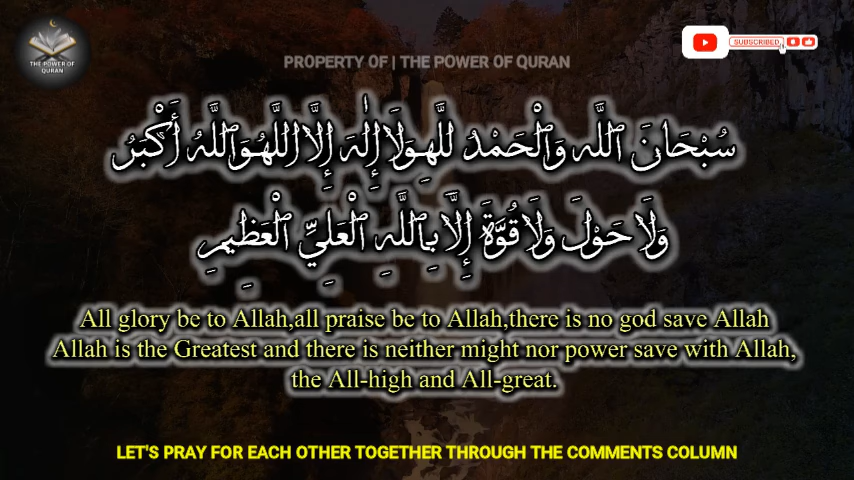 THE POWER OF
QURAN
PROPERTY OF | THE POWER OF QURAN
SUBSCRIBED
سُبْحَانَ ٱللَّه وَٱلْحَمْدُ لِلَّهِ وَلَا إِلَٰهَ إِلَّا اللَّهُ وَٱللَّهُ أَكْبَرُ
وَلَا حَوْلَ وَلَا قُوَّةَ إِلَّا بِٱللَّهِ ٱلْعَلِيِّ ٱلْعَظِيمِ
All glory be to Allah,all praise be to Allah,there is no god save Allah
Allah is the Greatest and there is neither might nor power save with Allah,
the All-high and All-great.
LET'S PRAY FOR EACH OTHER TOGETHER THROUGH THE COMMENTS COLUMN